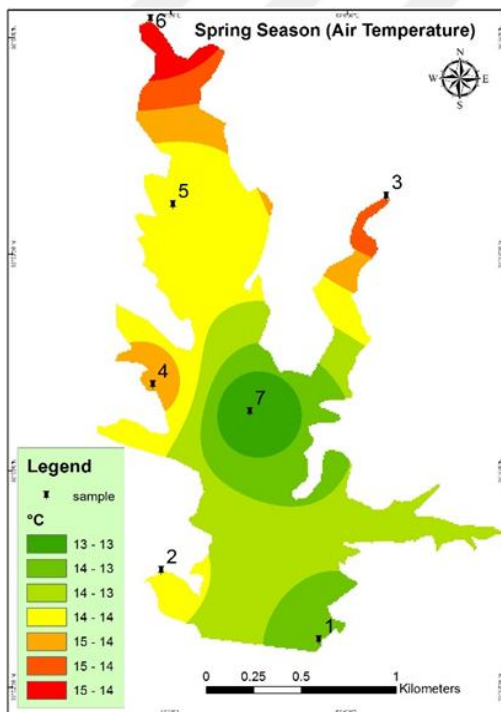 Spring Season (Air Temperature)
N
W E
S
6
5
3
4
7
2
1
Legend
sample
°C
13 - 13
14 - 13
14 - 13
14 - 14
15 - 14
15 - 14
15 - 14
0 0.25 0.5 1
Kilometers